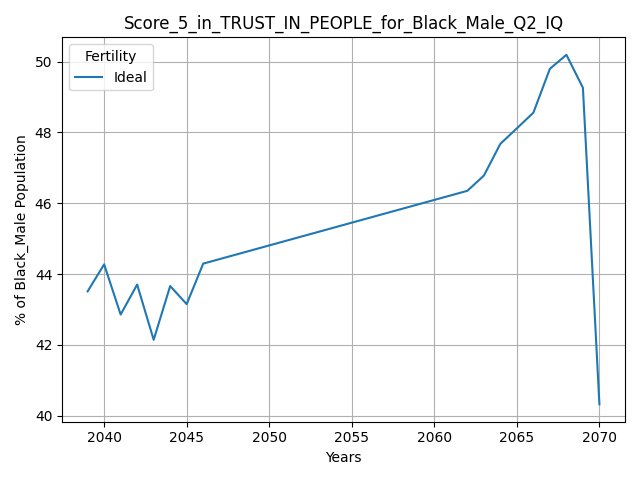 Score_5_in_TRUST_IN_PEOPLE_for_Black_Male_Q2_IQ
Fertility
Ideal
% of Black_Male Population
50
48
46
44
42
40
2040 2045 2050 2055 2060 2065 2070
Years